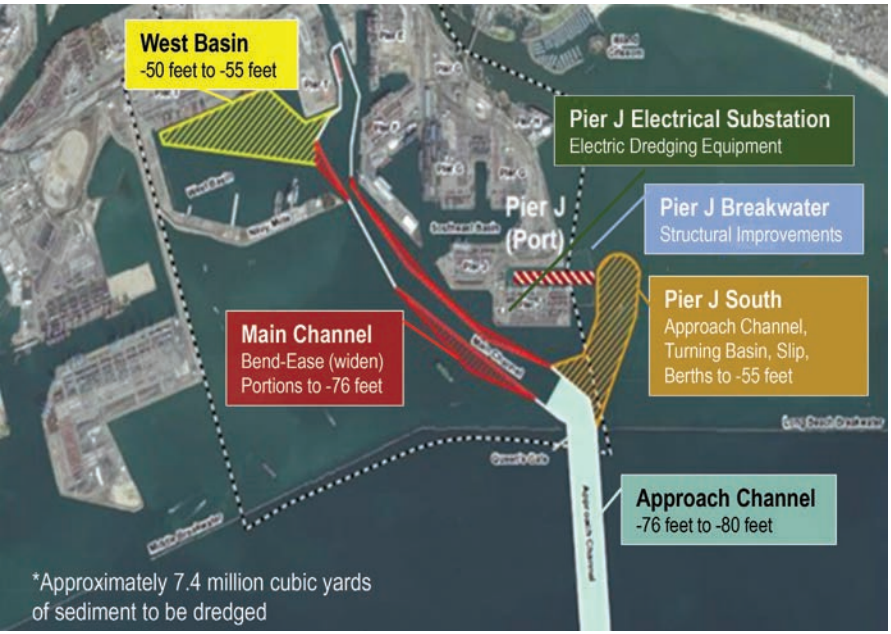 West Basin
-50 feet to -55 feet
Pier J Electrical Substation
Electric Dredging Equipment
Pier J
(Port)
Pier J Breakwater
Structural Improvements
Pier J South
Approach Channel,
Turning Basin, Slip,
Berths to -55 feet
Main Channel
Bend-Ease (widen)
Portions to -76 feet
West Basin
Navy Mole
Southeast Basin
Main Channel
Long Beach Breakwater
Queen's Gate
Approach Channel
-76 feet to -80 feet
Approach Channel
Middle Breakwater
*Approximately 7.4 million cubic yards
of sediment to be dredged